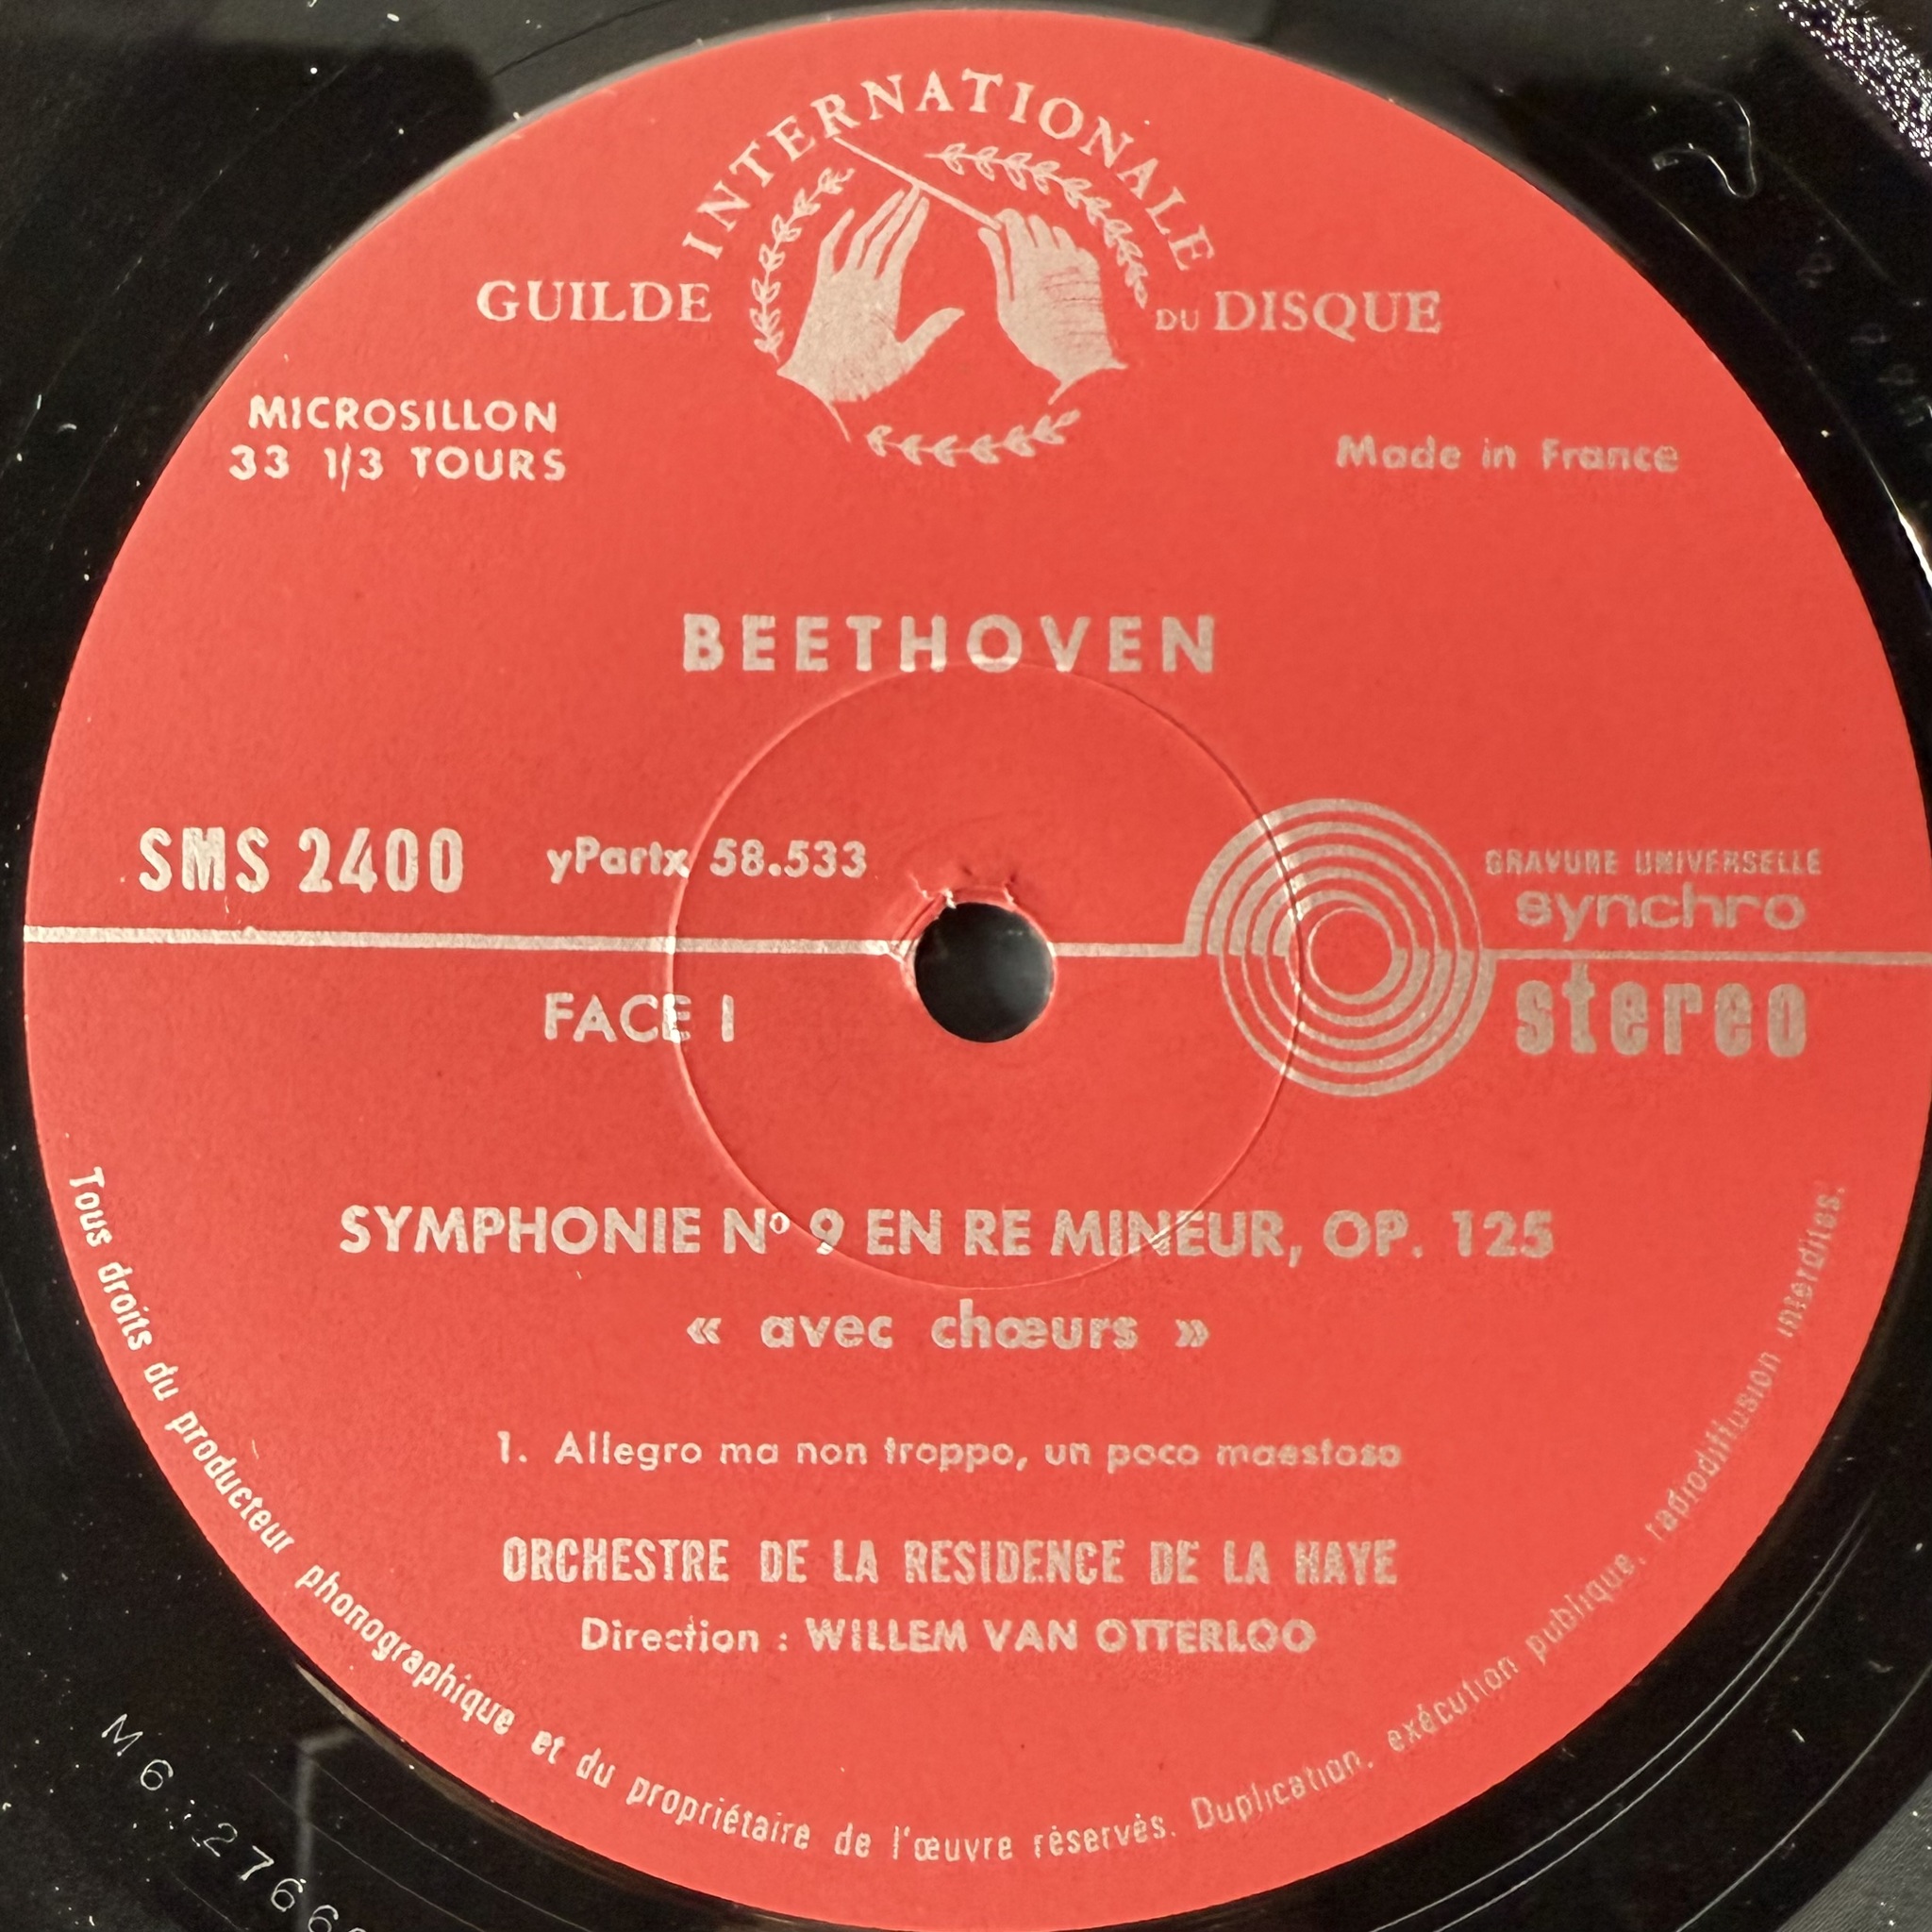 GUILDE INTERNATIONALE DU DISQUE
MICROSILLON
33 1/3 TOURS
Made in France
BEETHOVEN
SMS 2400
yPartx 58.533
GRAVURE UNIVERSELLE
synchro
stereo
FACE I
SYMPHONIE Nº 9 EN RE MINEUR, OP. 125
« avec chœurs »
1. Allegro ma non troppo, un poco maestoso
ORCHESTRE DE LA RESIDENCE DE LA HAYE
Direction : WILLEM VAN OTTERLOO
Tous droits du producteur phonographique et du propriétaire de l'œuvre réservés. Duplication, exécution publique, radiodiffusion interdites.